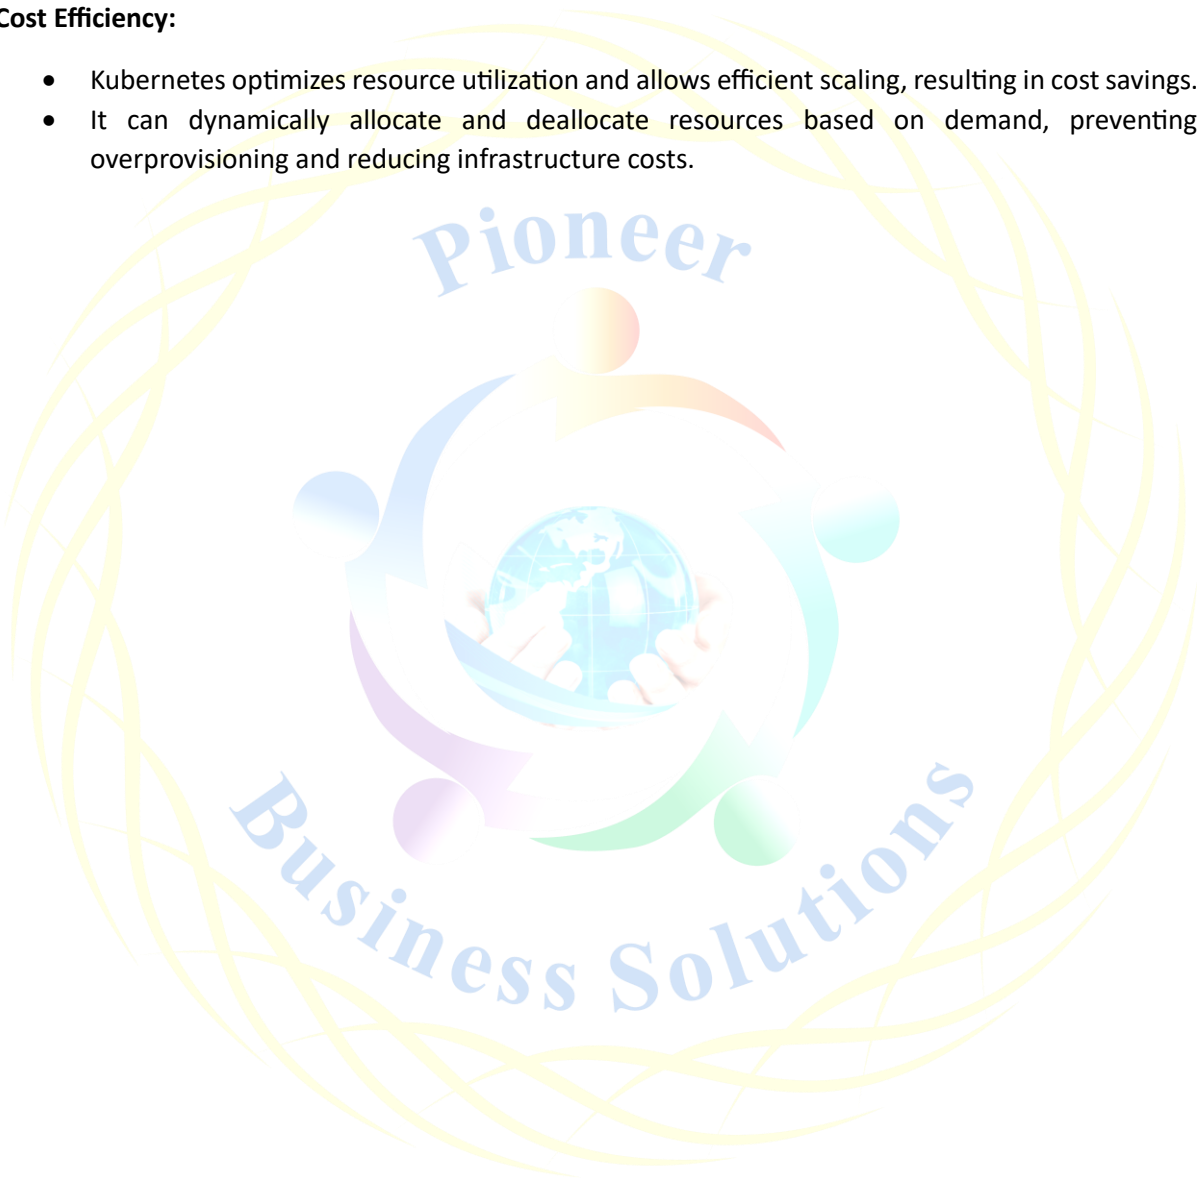 Cost Efficiency:
• Kubernetes optimizes resource utilization and allows efficient scaling, resulting in cost savings.
• It can dynamically allocate and deallocate resources based on demand, preventing
overprovisioning and reducing infrastructure costs.
Pioneer
Business Solutions